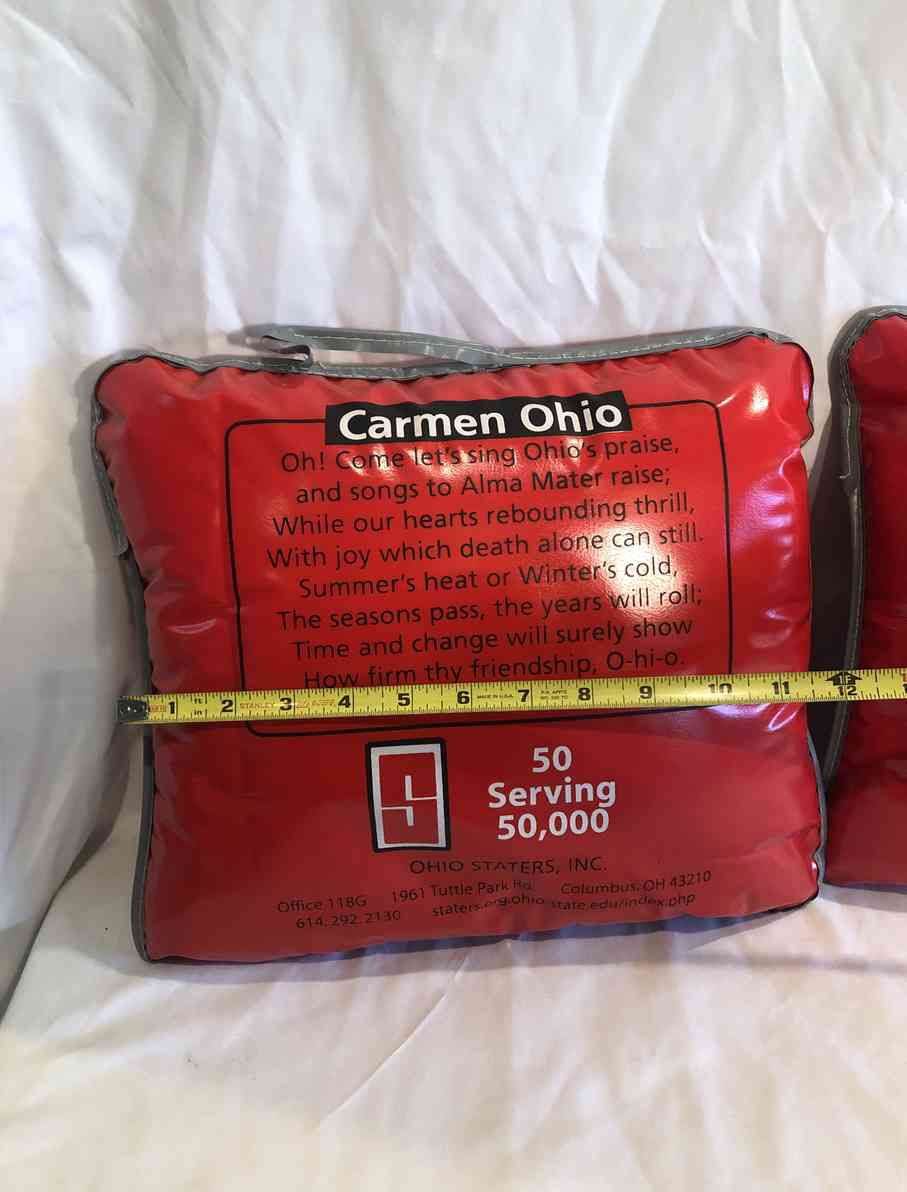 Carmen Ohio
Oh! Come let's sing Ohio's praise,
and songs to Alma Mater raise;
While our hearts rebounding thrill,
With joy which death alone can still.
Summer's heat or Winter's cold,
The seasons pass, the years will roll;
Time and change will surely show
How firm thy friendship, O-hi-o.
1 ft 2 STANLEY 3 4 5 6 MADE IN U.S.A. 7 8 9 10 11 12
in
50
Serving
50,000
OHIO STATERS, INC.
Office 118G 1961 Tuttle Park Rd. Columbus, OH 43210
614.292.2130 staters.org.ohio-state.edu/index.php